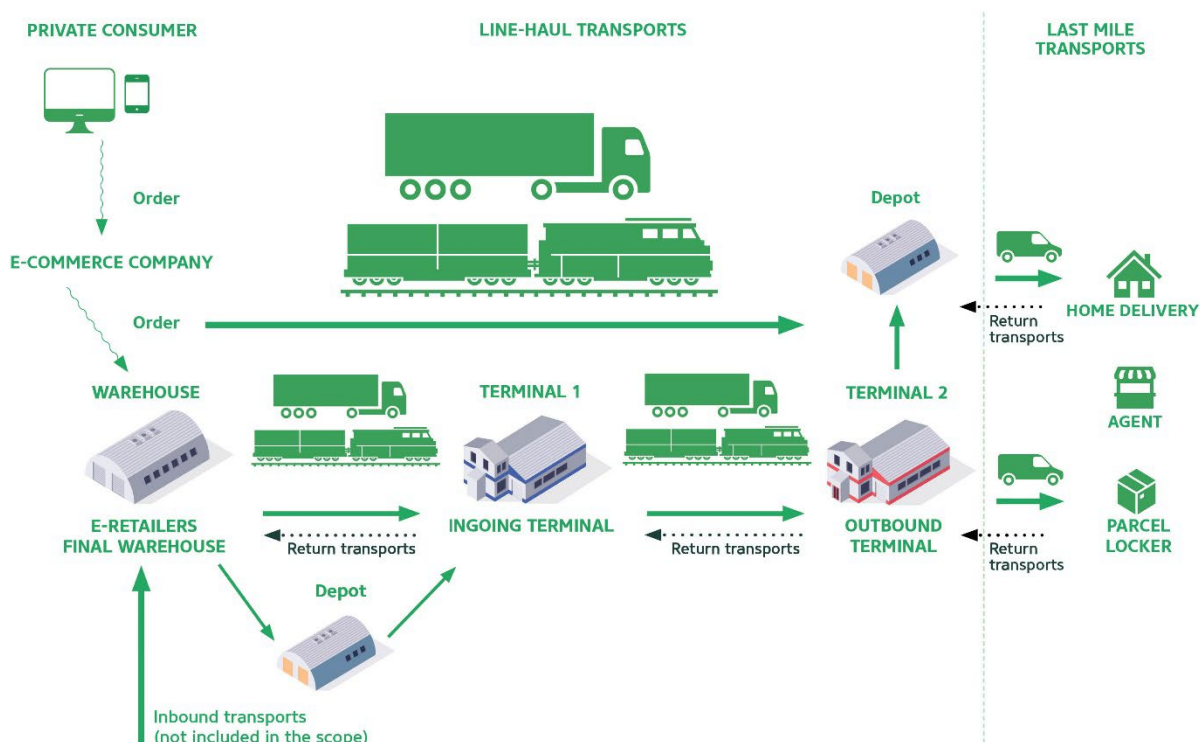 PRIVATE CONSUMER
LINE-HAUL TRANSPORTS
LAST MILE
TRANSPORTS
Order
Depot
E-COMMERCE COMPANY
Order
HOME DELIVERY
Return
transports
WAREHOUSE
TERMINAL 1
TERMINAL 2
AGENT
E-RETAILERS
FINAL WAREHOUSE
Return transports
INGOING TERMINAL
Return transports
OUTBOUND
TERMINAL
Return
transports
PARCEL
LOCKER
Depot
Inbound transports
(not included in the scope)